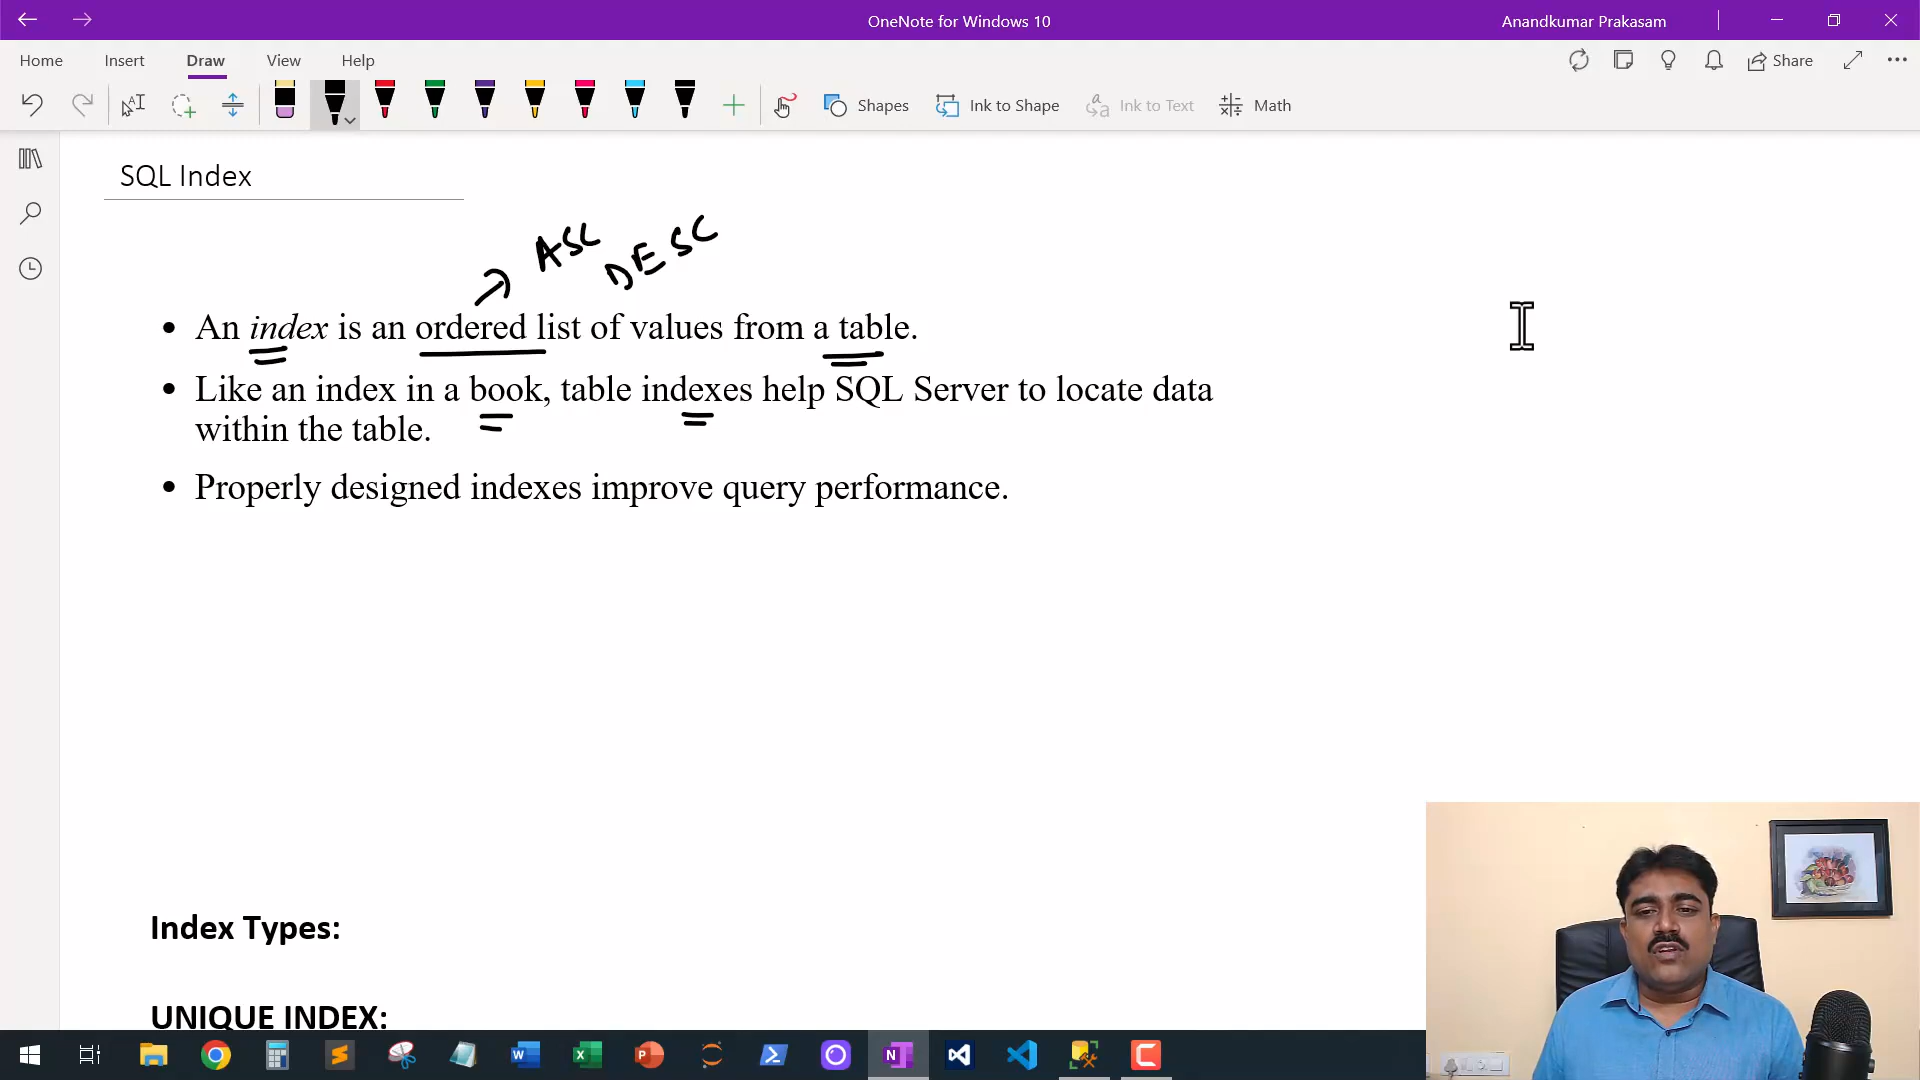 OneNote for Windows 10
Anandkumar Prakasam
Home Insert Draw View Help
Share
Shapes Ink to Shape Ink to Text Math
SQL Index
ASC DESC
• An index is an ordered list of values from a table.
• Like an index in a book, table indexes help SQL Server to locate data
within the table.
• Properly designed indexes improve query performance.
Index Types:
UNIQUE INDEX: